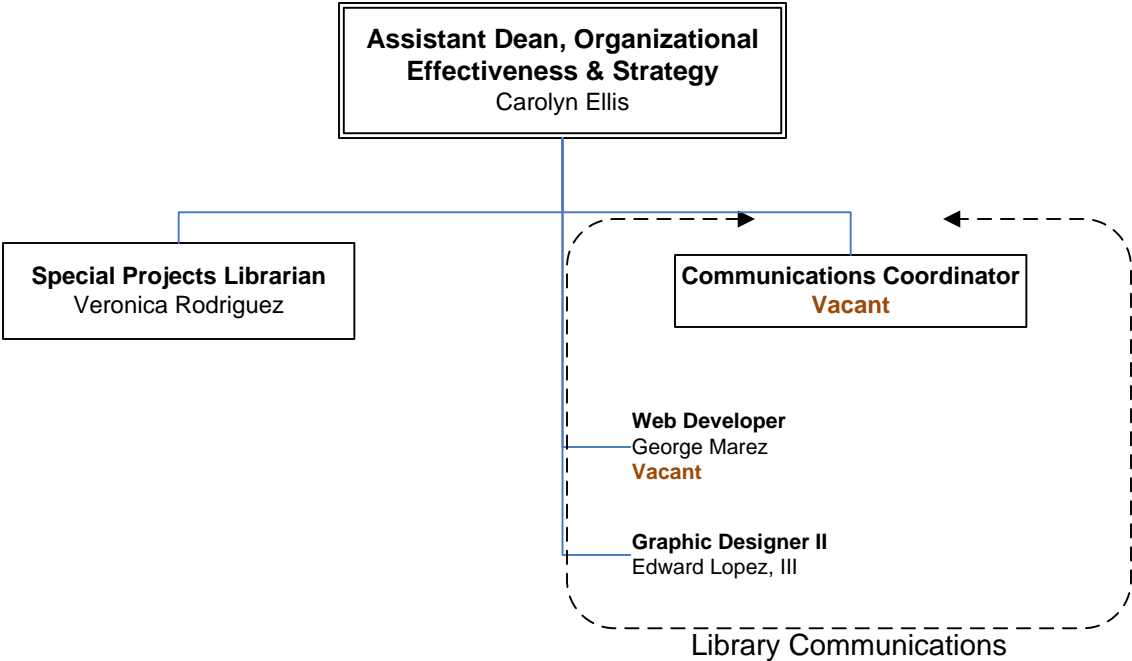 Assistant Dean, Organizational
Effectiveness & Strategy
Carolyn Ellis
Special Projects Librarian
Veronica Rodriguez
Communications Coordinator
Vacant
Web Developer
George Marez
Vacant
Graphic Designer II
Edward Lopez, III
Library Communications